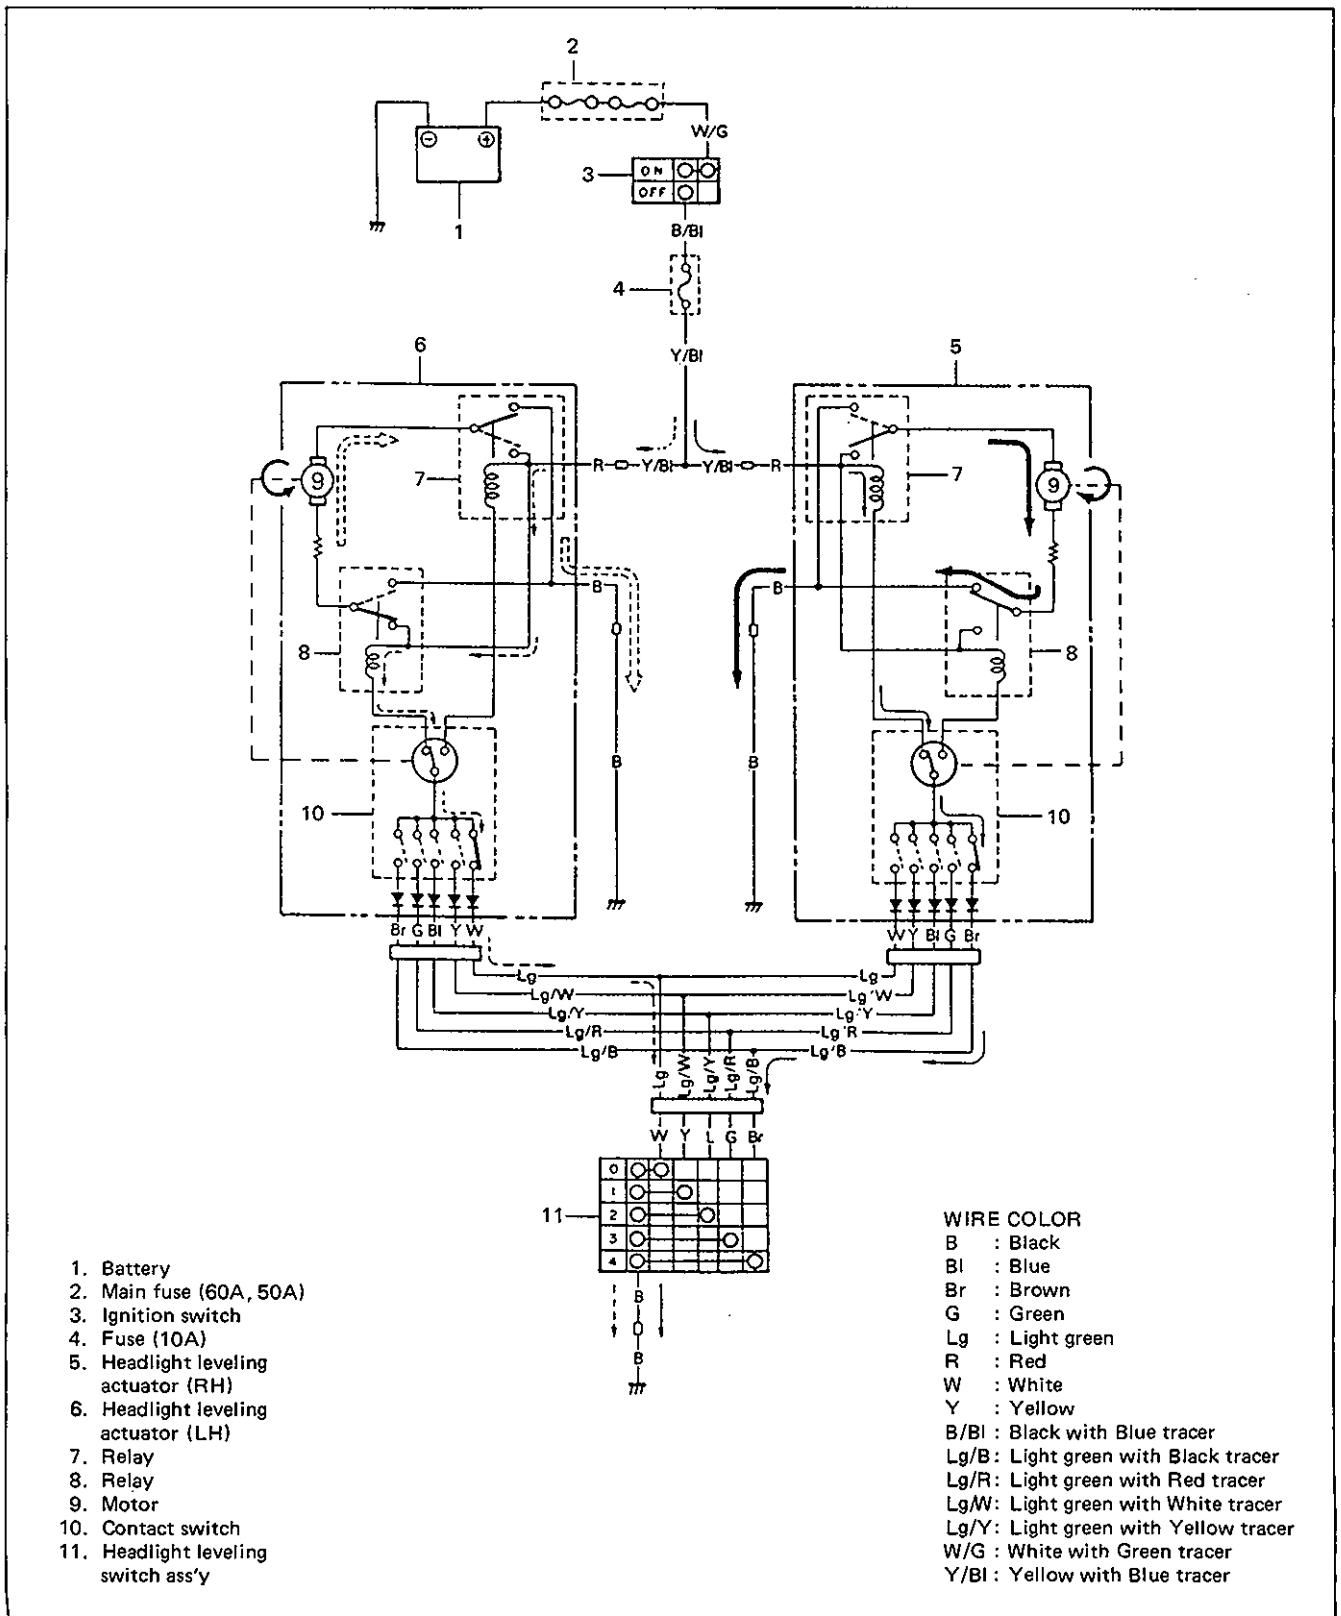 2
W/G
3
ON
OFF
1
B/Bl
4
Y/Bl
6
5
7
R
Y/Bl
Y/Bl
R
7
9
9
B
B
8
8
B
B
10
10
Br G Bl Y W
W Y Bl G Br
Lg
Lg
Lg/W
Lg/W
Lg/Y
Lg/Y
Lg/R
Lg/R
Lg/B
Lg/B
Lg
Lg/W
Lg/Y
Lg/R
Lg/B
W Y L G Br
0
1
2
3
4
11
B
B
1. Battery
2. Main fuse (60A, 50A)
3. Ignition switch
4. Fuse (10A)
5. Headlight leveling
actuator (RH)
6. Headlight leveling
actuator (LH)
7. Relay
8. Relay
9. Motor
10. Contact switch
11. Headlight leveling
switch ass'y
WIRE COLOR
B : Black
Bl : Blue
Br : Brown
G : Green
Lg : Light green
R : Red
W : White
Y : Yellow
B/Bl : Black with Blue tracer
Lg/B : Light green with Black tracer
Lg/R : Light green with Red tracer
Lg/W : Light green with White tracer
Lg/Y : Light green with Yellow tracer
W/G : White with Green tracer
Y/Bl : Yellow with Blue tracer